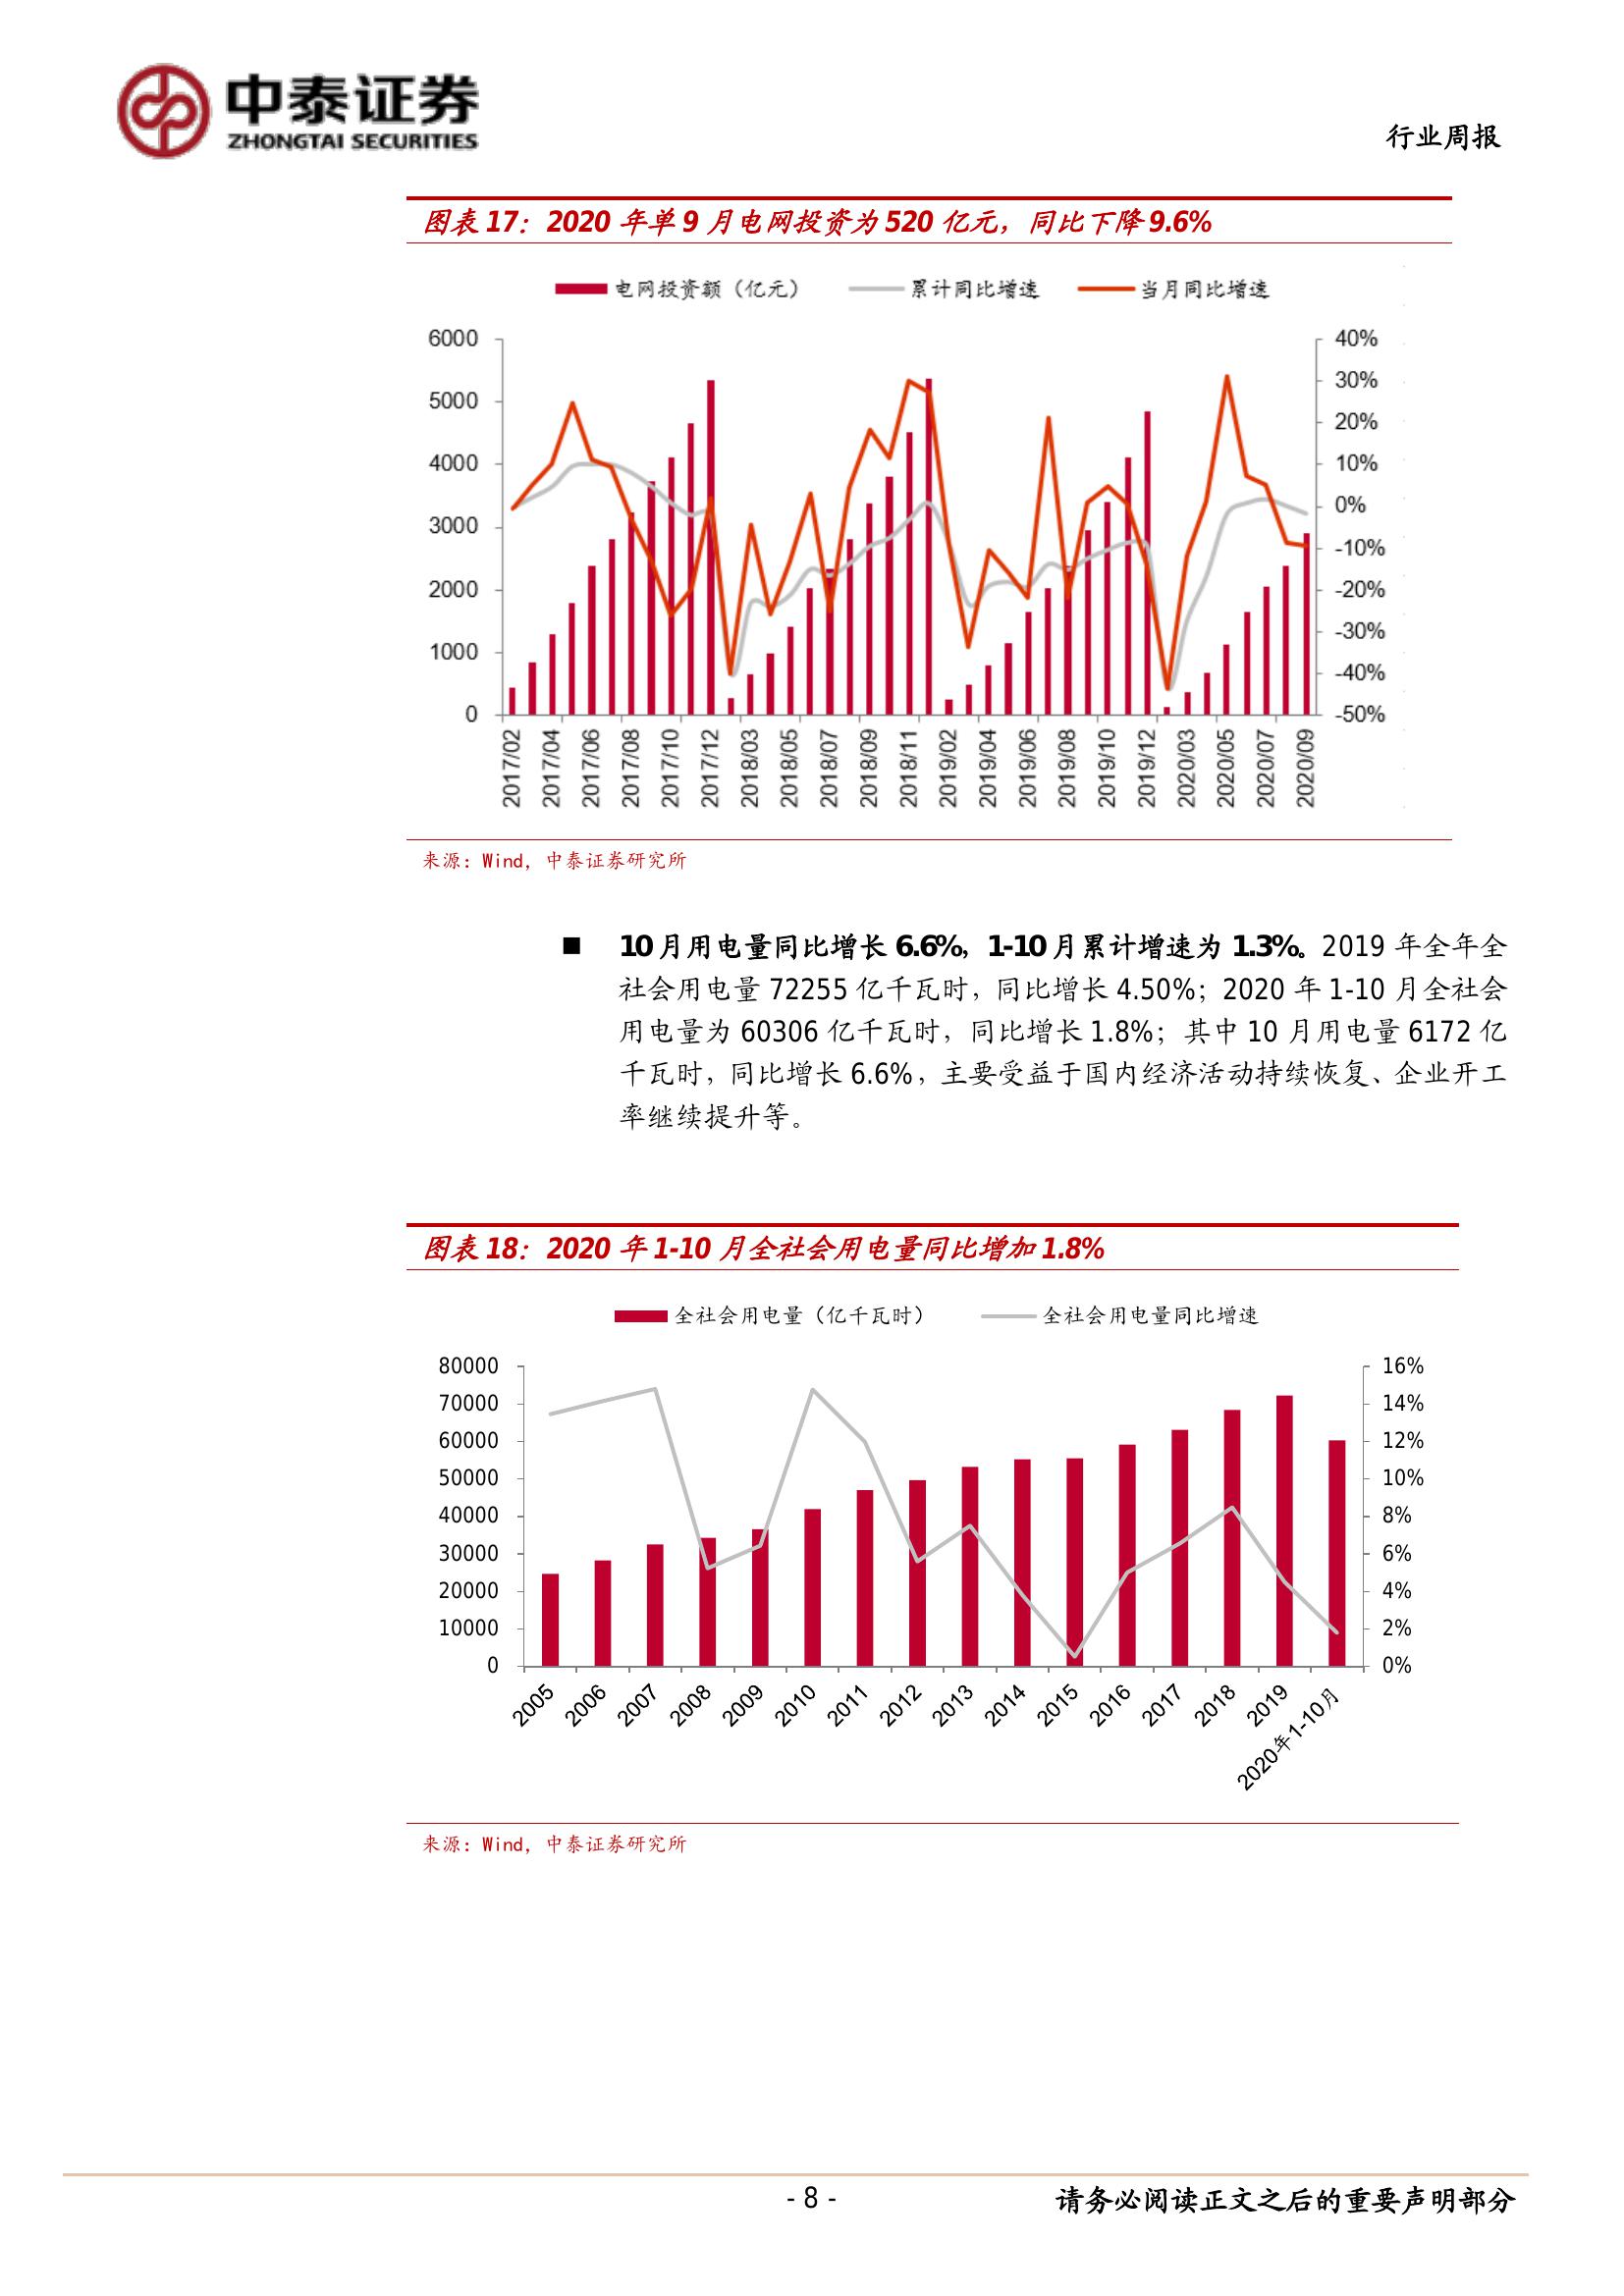 中泰证券
ZHONGTAI SECURITIES
行业周报
图表 17：2020 年单 9 月电网投资为 520 亿元，同比下降 9.6%
电网投资额（亿元） 累计同比增速 当月同比增速
6000
5000
4000
3000
2000
1000
0
40%
30%
20%
10%
0%
-10%
-20%
-30%
-40%
-50%
2017/02 2017/04 2017/06 2017/08 2017/10 2017/12 2018/03 2018/05 2018/07 2018/09 2018/11 2019/02 2019/04 2019/06 2019/08 2019/10 2019/12 2020/03 2020/05 2020/07 2020/09
来源：Wind，中泰证券研究所
■ 10 月用电量同比增长 6.6%，1-10 月累计增速为 1.3%。2019 年全年全
社会用电量 72255 亿千瓦时，同比增长 4.50%；2020 年 1-10 月全社会
用电量为 60306 亿千瓦时，同比增长 1.8%；其中 10 月用电量 6172 亿
千瓦时，同比增长 6.6%，主要受益于国内经济活动持续恢复、企业开工
率继续提升等。
图表 18：2020 年 1-10 月全社会用电量同比增加 1.8%
全社会用电量（亿千瓦时） 全社会用电量同比增速
80000
70000
60000
50000
40000
30000
20000
10000
0
16%
14%
12%
10%
8%
6%
4%
2%
0%
2005 2006 2007 2008 2009 2010 2011 2012 2013 2014 2015 2016 2017 2018 2019 2020年1-10月
来源：Wind，中泰证券研究所
- 8 -
请务必阅读正文之后的重要声明部分